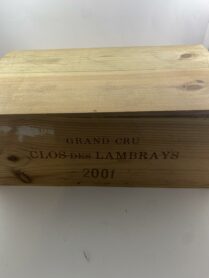 GRAND CRU
CLOS DES LAMBRAYS
2001